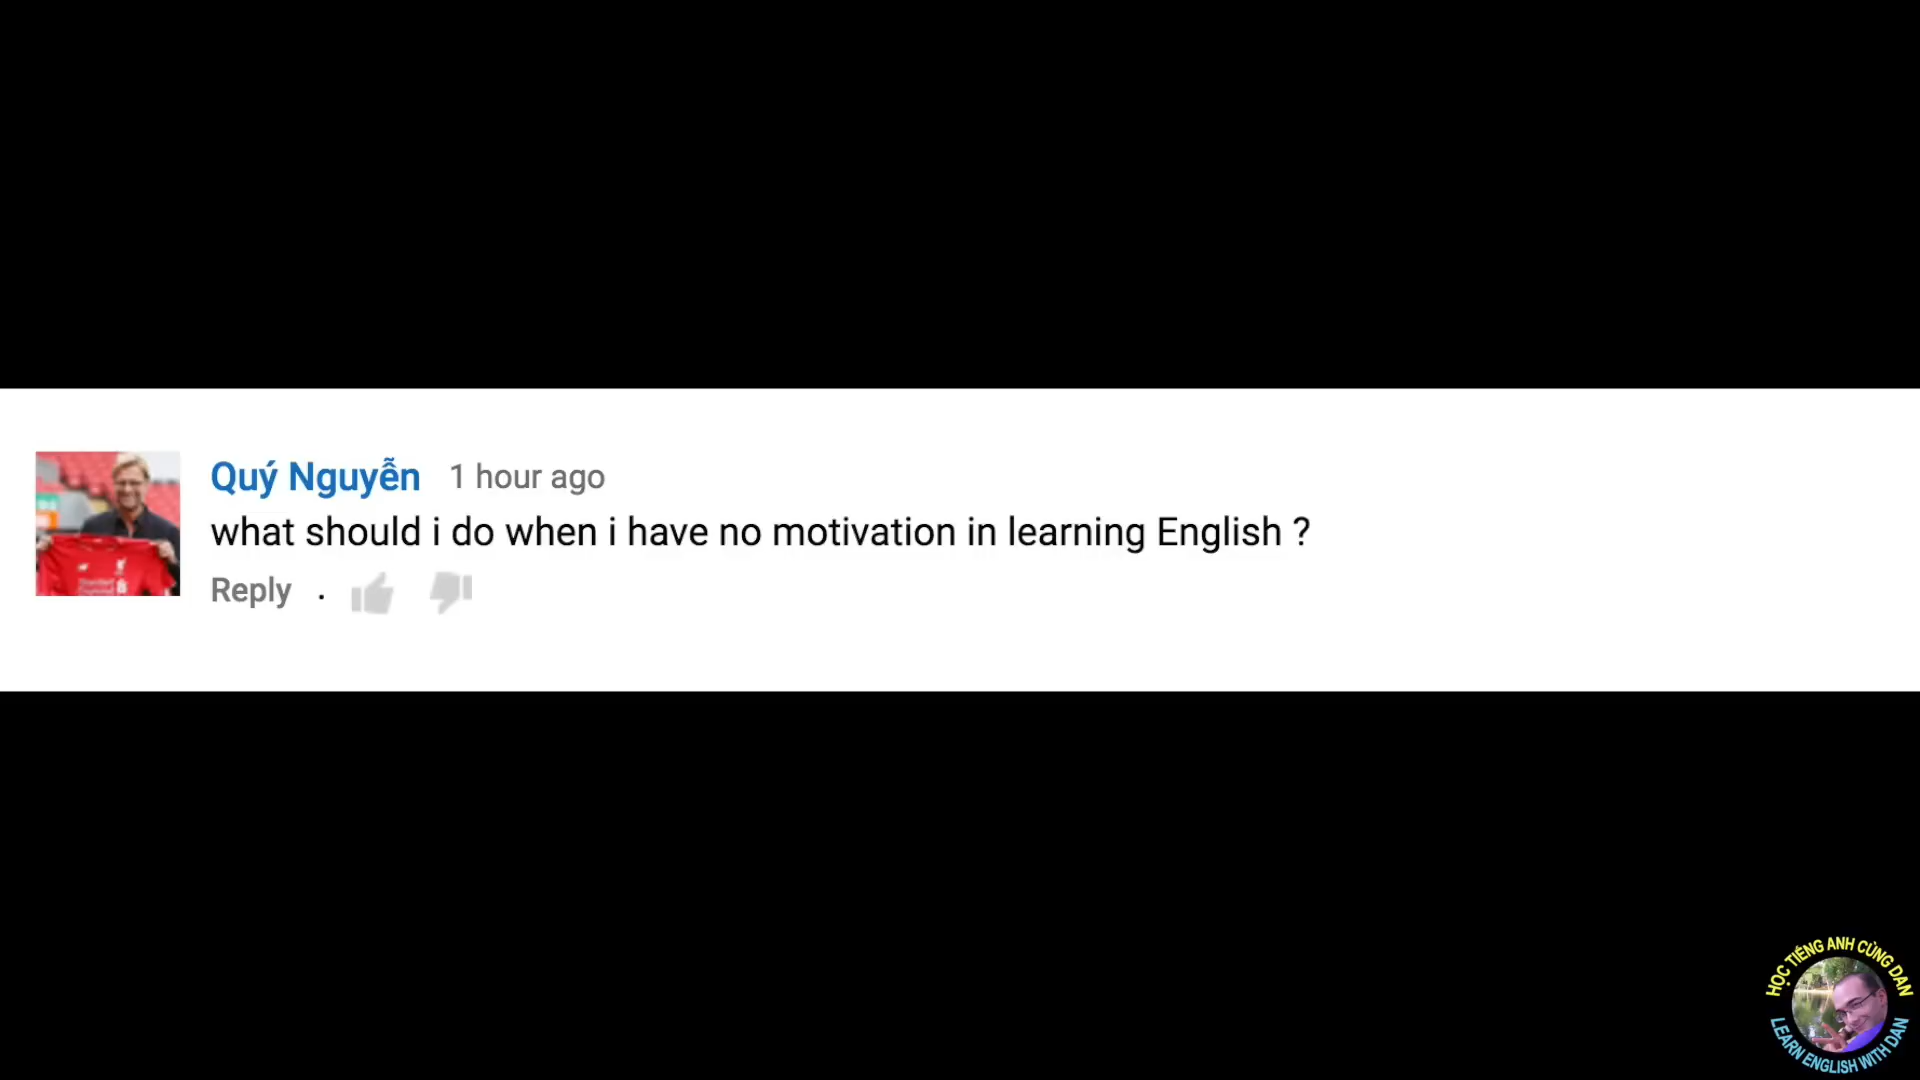 Quý Nguyễn 1 hour ago
what should i do when i have no motivation in learning English ?
Reply .
HỌC TIẾNG ANH CÙNG DAN
LEARN ENGLISH WITH DAN